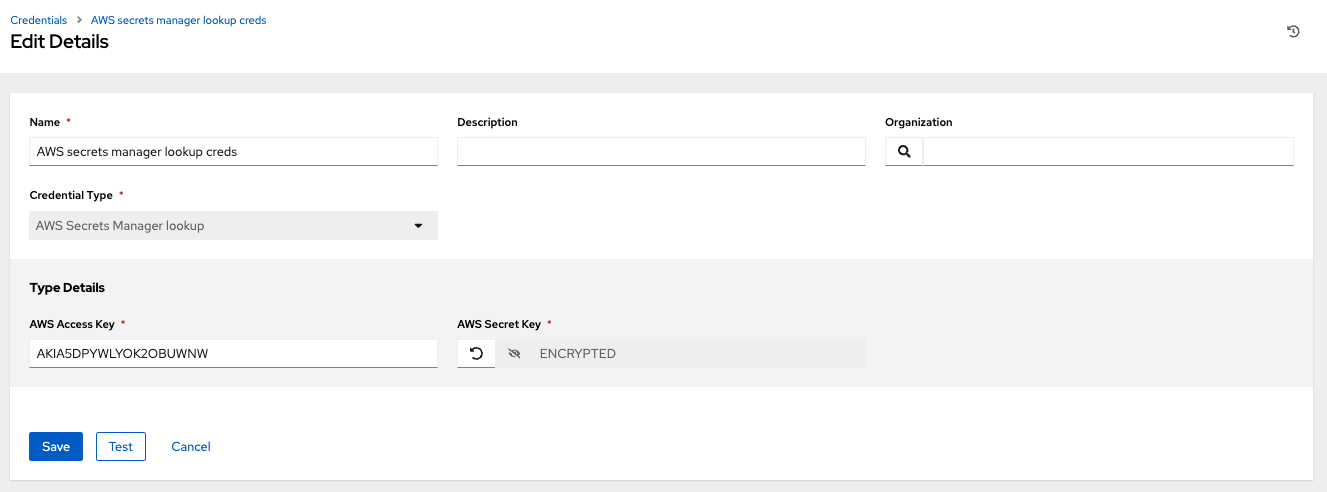 Credentials > AWS secrets manager lookup creds
Edit Details
Name * Description Organization
AWS secrets manager lookup creds
Credential Type *
AWS Secrets Manager lookup
Type Details
AWS Access Key * AWS Secret Key *
AKIA5DPYWLYOK2OBUWNW ENCRYPTED
Save Test Cancel